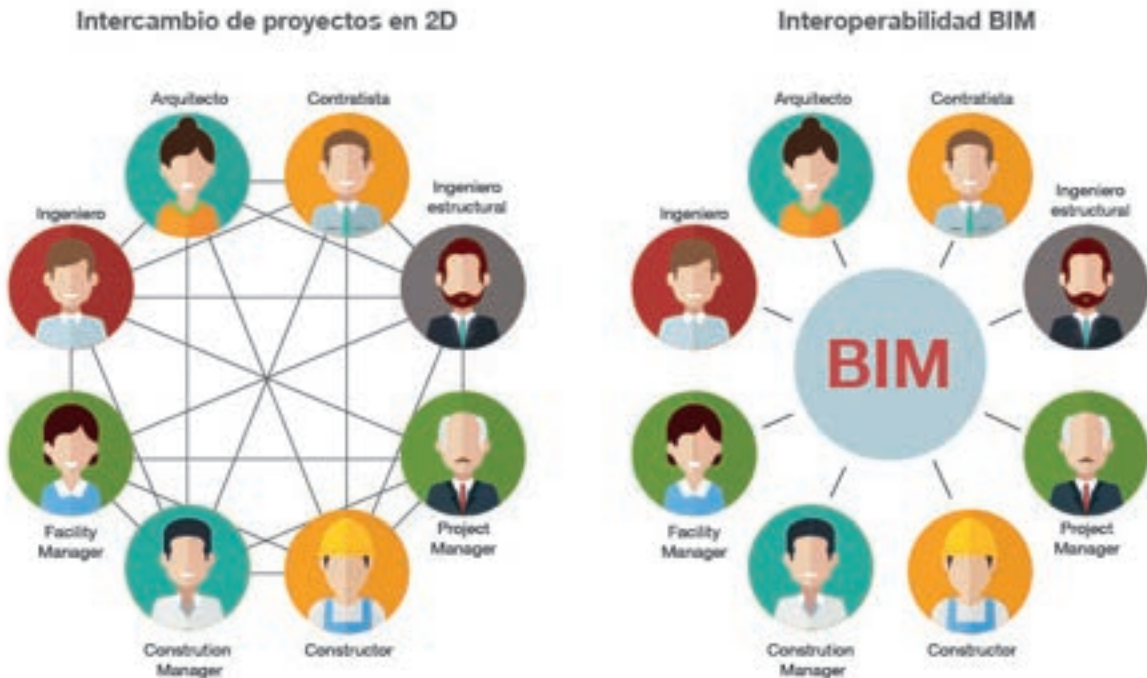 Intercambio de proyectos en 2D
Arquitecto
Contratista
Ingeniero
Ingeniero
estructural
Facility
Manager
Project
Manager
Constrution
Manager
Constructor
Interoperabilidad BIM
Arquitecto
Contratista
Ingeniero
Ingeniero
estructural
BIM
Facility
Manager
Project
Manager
Constrution
Manager
Constructor